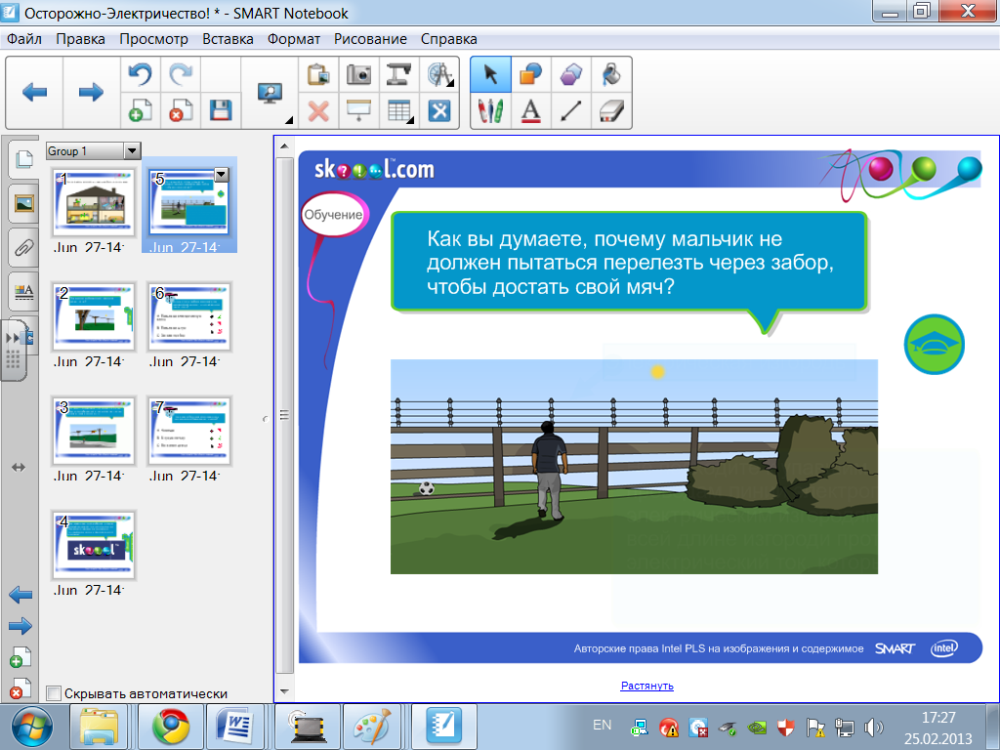 Осторожно-Электричество! * - SMART Notebook
Файл Правка Просмотр Вставка Формат Рисование Справка
Group 1
1
5
Jun 27-14:
Jun 27-14:
2
6
Jun 27-14:
Jun 27-14:
3
7
Jun 27-14:
Jun 27-14:
4
skoool
Jun 27-14:
Скрывать автоматически
sk?!l.com
Обучение
Как вы думаете, почему мальчик не
должен пытаться перелезть через забор,
чтобы достать свой мяч?
Авторские права Intel PLS на изображения и содержимое SMART intel
Растянуть
EN
17:27
25.02.2013